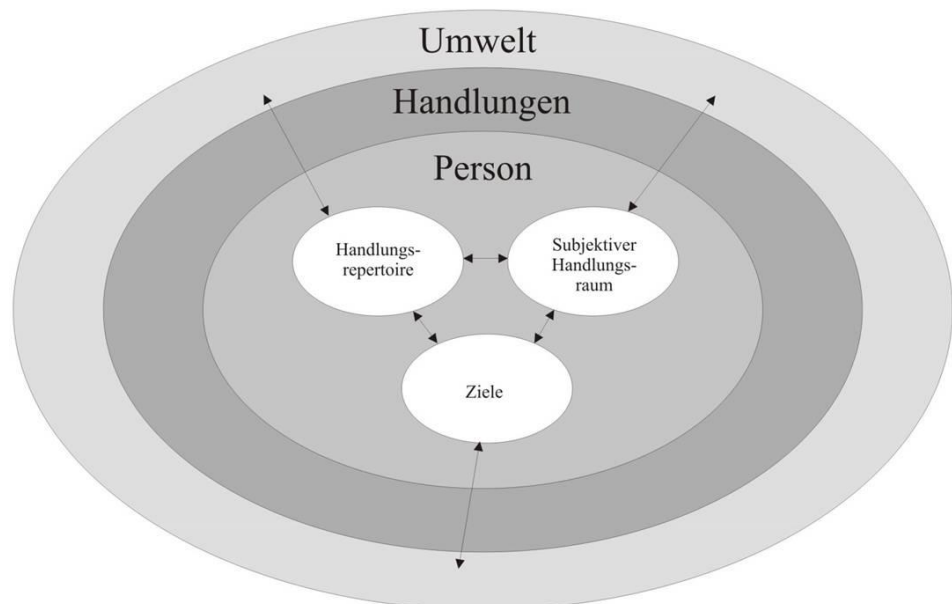 Umwelt
Handlungen
Person
Handlungs-
repertoire
Subjektiver
Handlungs-
raum
Ziele